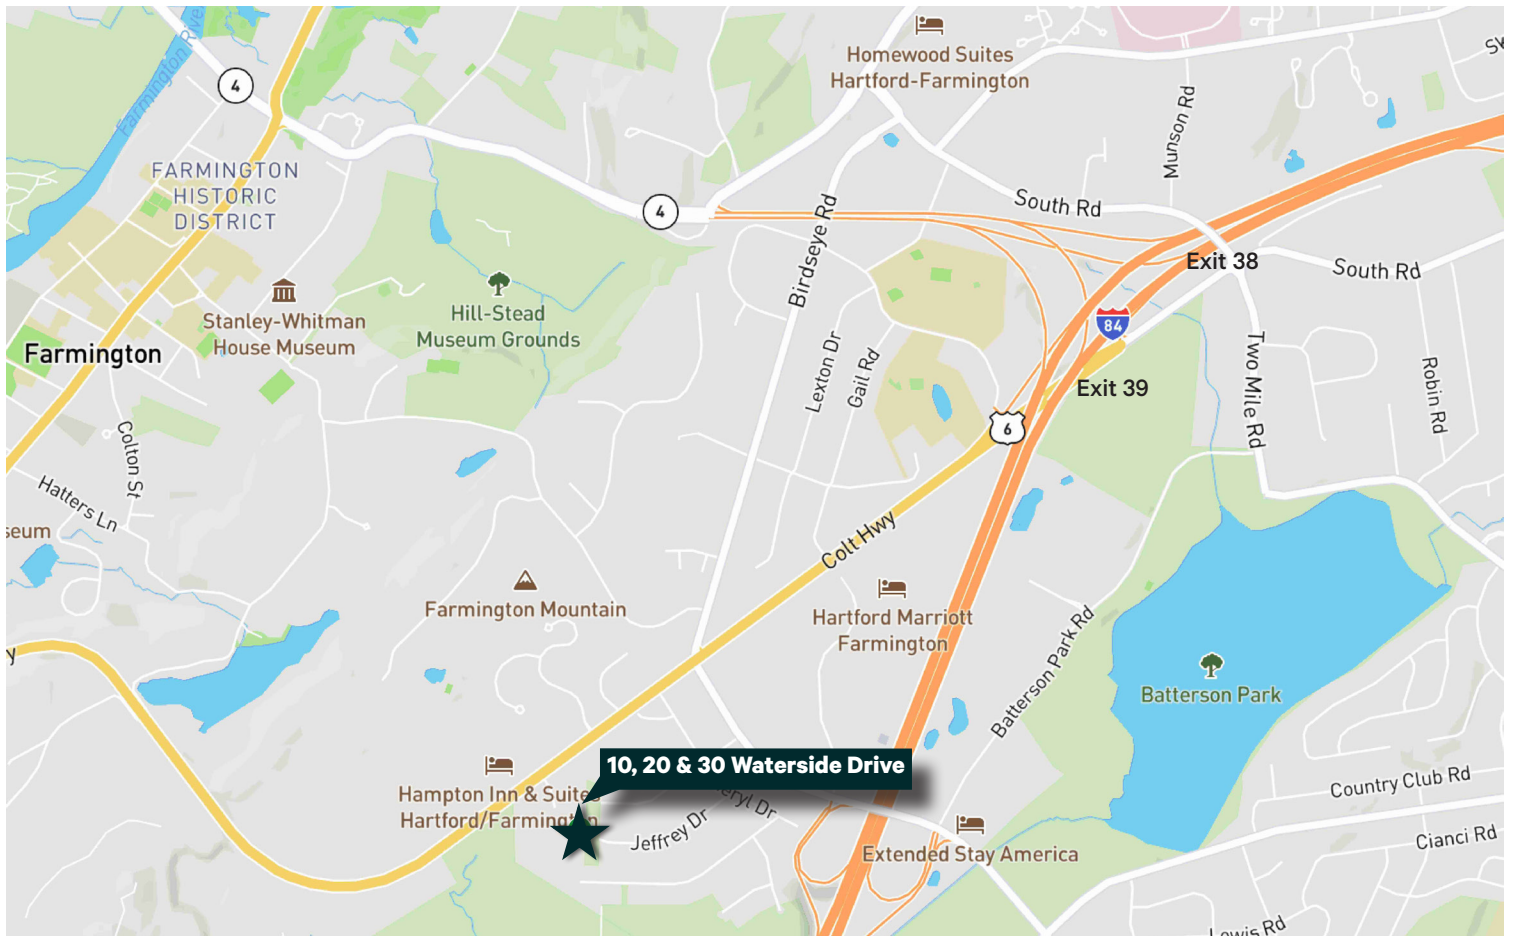 Farmington River
4
Homewood Suites
Hartford-Farmington
Munson Rd
FARMINGTON
HISTORIC
DISTRICT
4
South Rd
Birdseye Rd
Exit 38
South Rd
Stanley-Whitman
House Museum
Hill-Stead
Museum Grounds
84
Farmington
Lexton Dr
Gail Rd
Two Mile Rd
Robin Rd
Exit 39
6
Colton St
Hatters Ln
seum
Colt Hwy
Farmington Mountain
Hartford Marriott
Farmington
Batterson Park Rd
y
Batterson Park
10, 20 & 30 Waterside Drive
Hampton Inn & Suites
Hartford/Farmington
eryl Dr
Jeffrey Dr
Extended Stay America
Country Club Rd
Cianci Rd
Lewis Rd